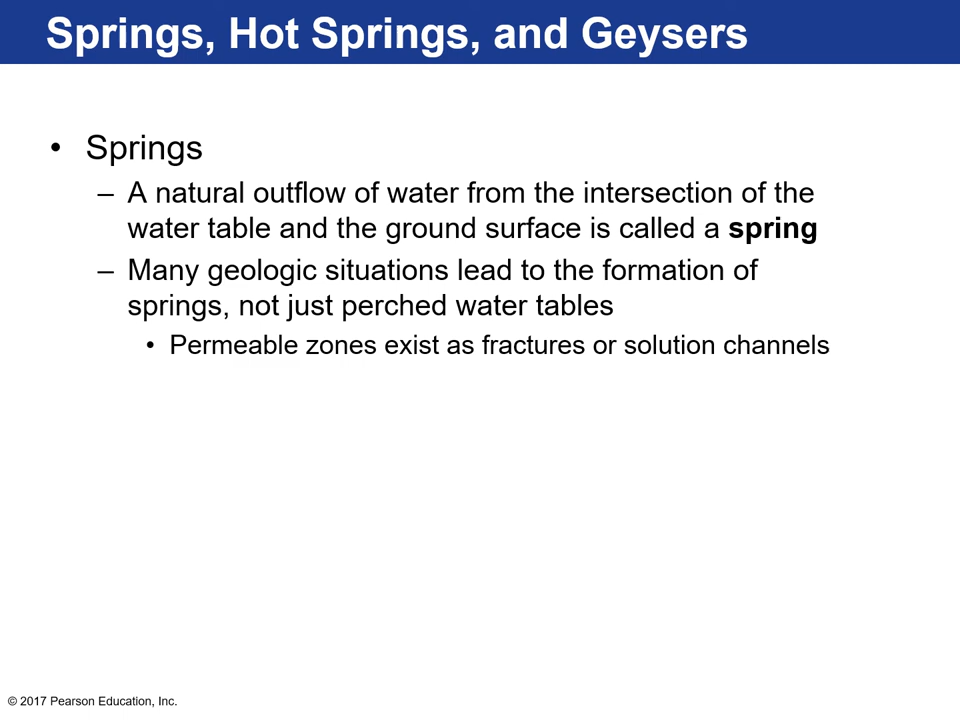 Springs, Hot Springs, and Geysers
• Springs
– A natural outflow of water from the intersection of the
water table and the ground surface is called a spring
– Many geologic situations lead to the formation of
springs, not just perched water tables
• Permeable zones exist as fractures or solution channels
© 2017 Pearson Education, Inc.